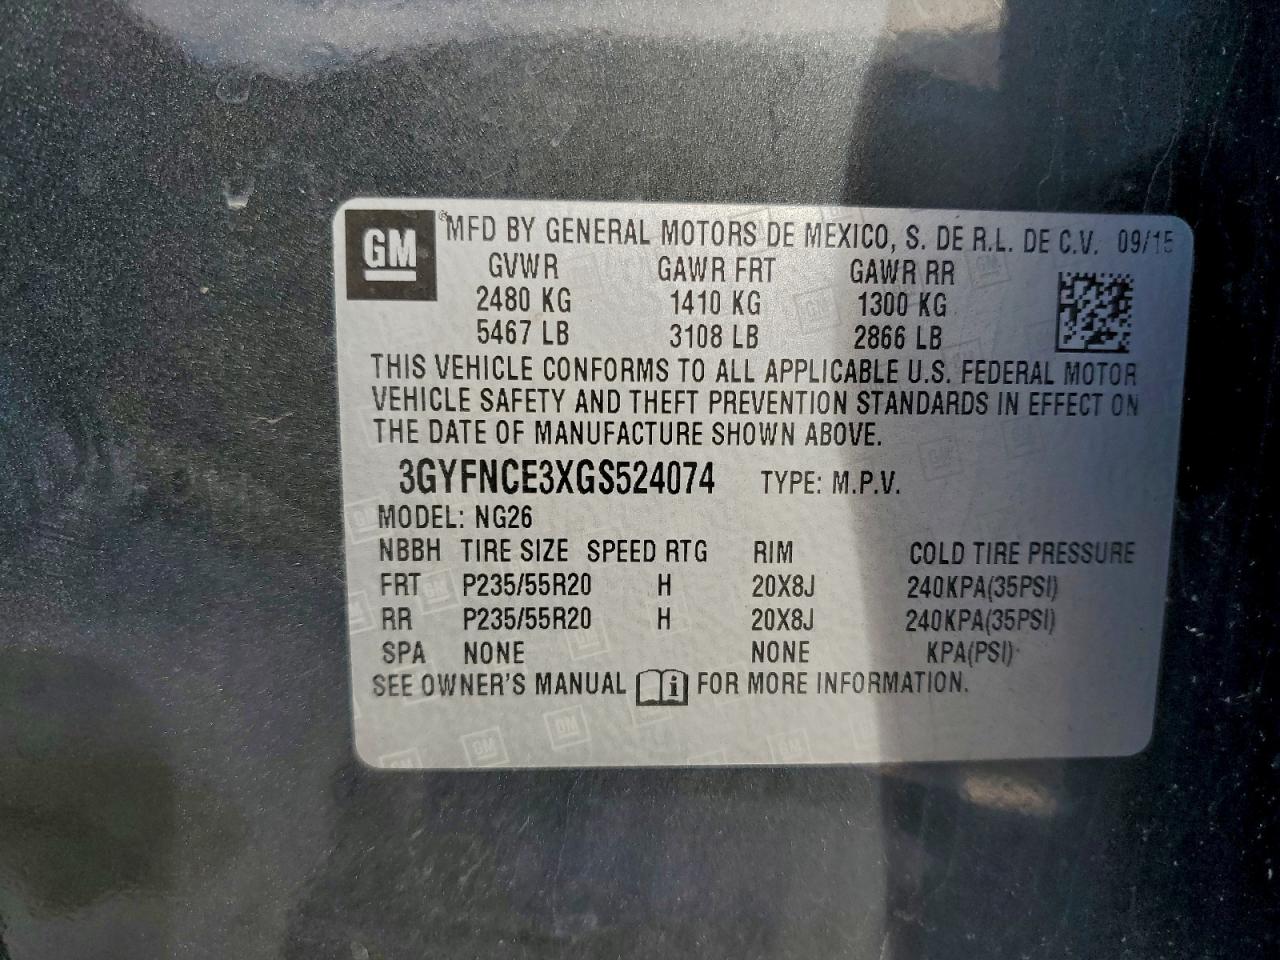 GM ® MFD BY GENERAL MOTORS DE MEXICO, S. DE R.L. DE C.V. 09/15
GVWR GAWR FRT GAWR RR
2480 KG 1410 KG 1300 KG
5467 LB 3108 LB 2866 LB
THIS VEHICLE CONFORMS TO ALL APPLICABLE U.S. FEDERAL MOTOR
VEHICLE SAFETY AND THEFT PREVENTION STANDARDS IN EFFECT ON
THE DATE OF MANUFACTURE SHOWN ABOVE.
3GYFNCE3XGS524074 TYPE: M.P.V.
MODEL: NG26
NBBH TIRE SIZE SPEED RTG RIM COLD TIRE PRESSURE
FRT P235/55R20 H 20X8J 240KPA(35PSI)
RR P235/55R20 H 20X8J 240KPA(35PSI)
SPA NONE NONE KPA(PSI)
SEE OWNER'S MANUAL i FOR MORE INFORMATION.